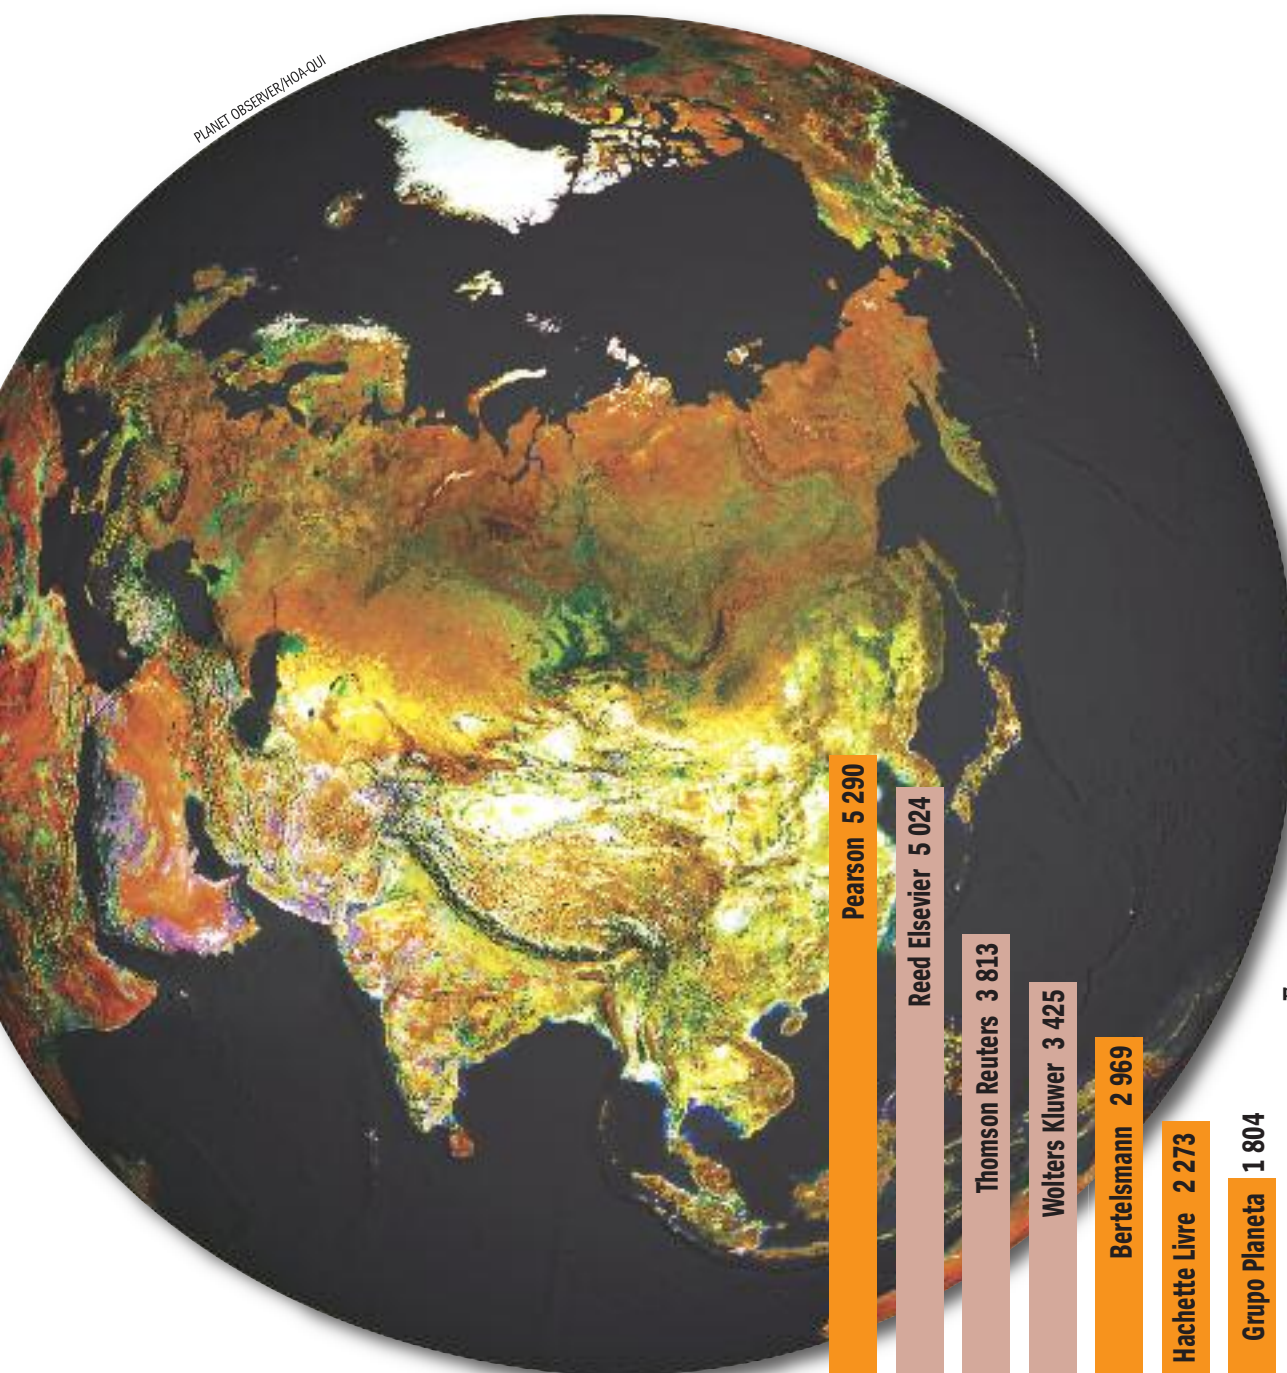 PLANET OBSERVER/HOA-QUI
Pearson 5 290
Reed Elsevier 5 024
Thomson Reuters 3 813
Wolters Kluwer 3 425
Bertelsmann 2 969
Hachette Livre 2 273
Grupo Planeta 1 804